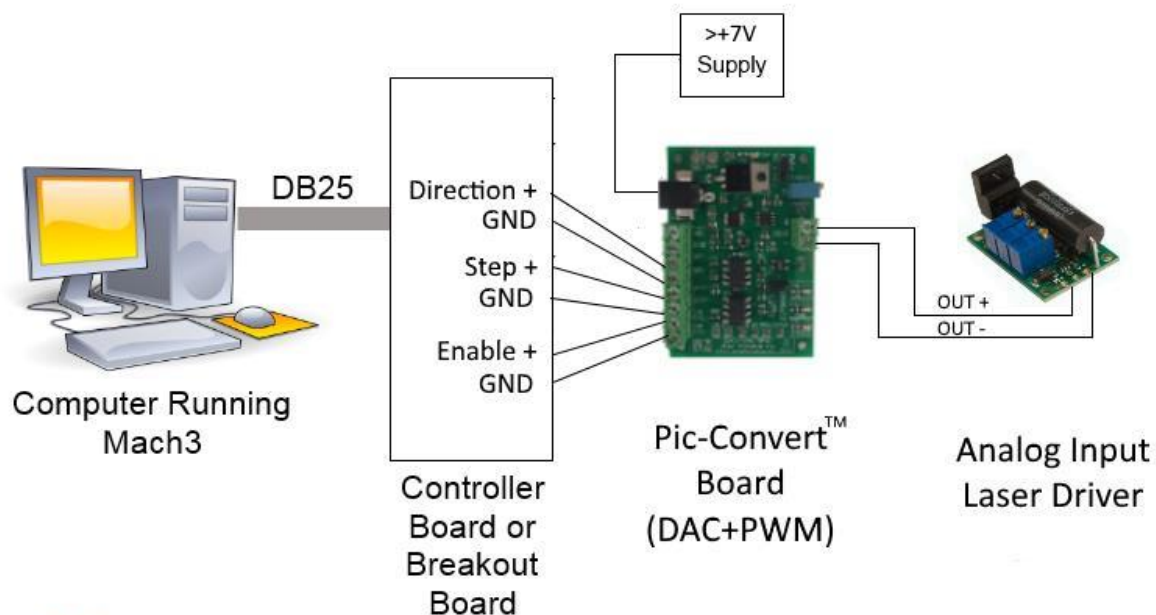 >+7V
Supply
DB25
Direction +
GND
Step +
GND
Enable +
GND
OUT +
OUT -
Computer Running
Mach3
Controller
Board or
Breakout
Board
Pic-Convert™
Board
(DAC+PWM)
Analog Input
Laser Driver